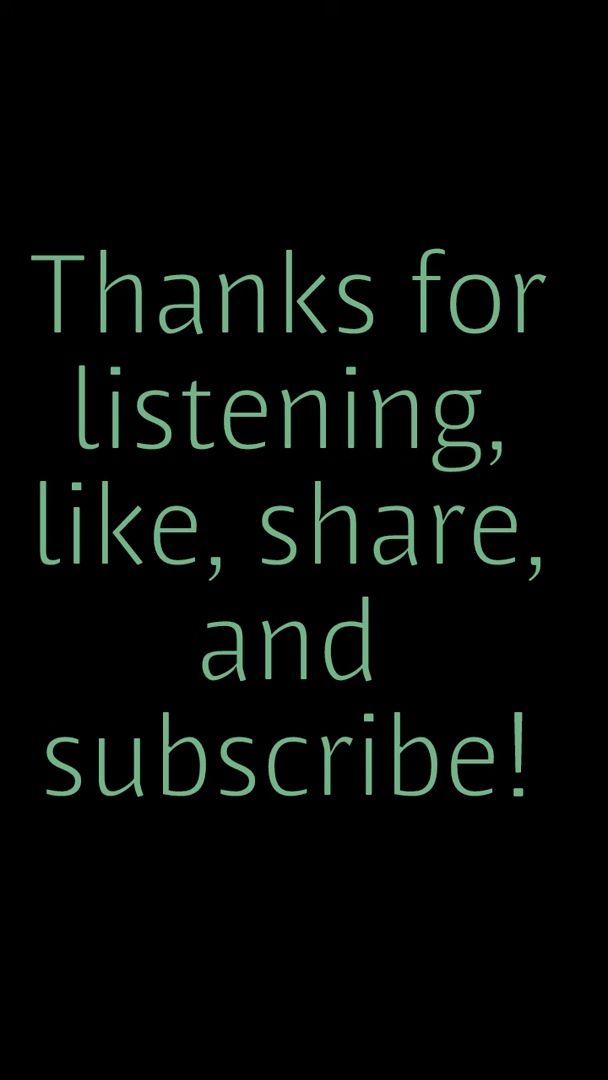 Thanks for
listening,
like, share,
and
subscribe!